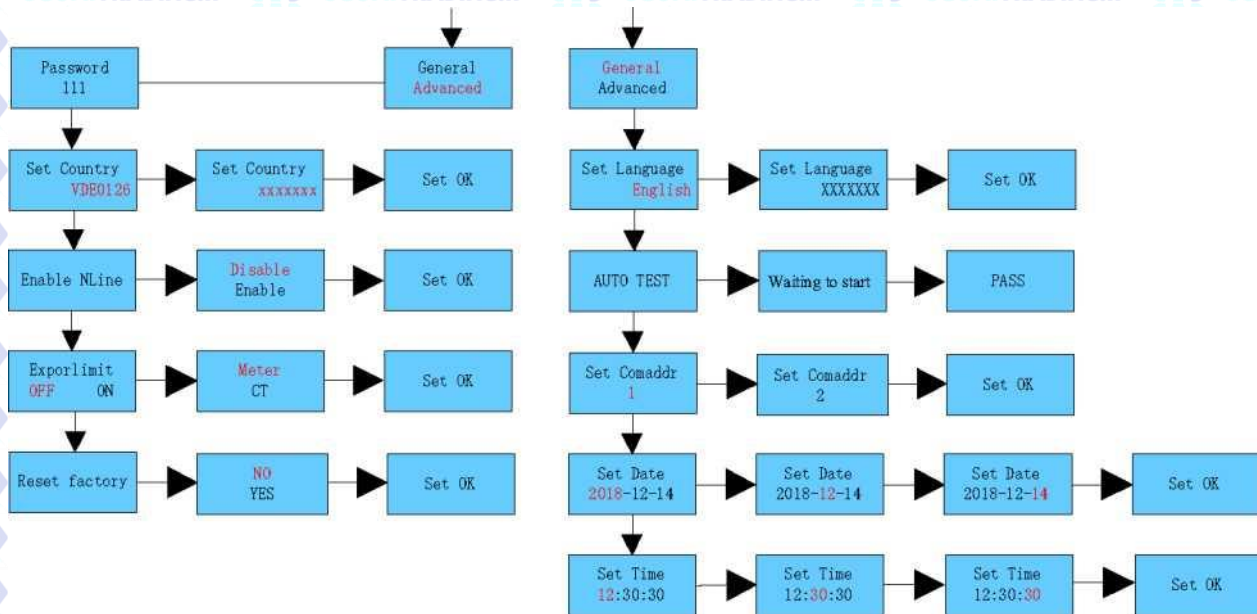 Password
111
General
Advanced
General
Advanced
Set Country
VDE0126
Set Country
xxxxxxx
Set OK
Set Language
English
Set Language
XXXXXXX
Set OK
Enable NLine
Disable
Enable
Set OK
AUTO TEST
Waiting to start
PASS
Exporlimit
OFF ON
Meter
CT
Set OK
Set Comaddr
1
Set Comaddr
2
Set OK
Reset factory
NO
YES
Set OK
Set Date
2018-12-14
Set Date
2018-12-14
Set Date
2018-12-14
Set OK
Set Time
12:30:30
Set Time
12:30:30
Set Time
12:30:30
Set OK